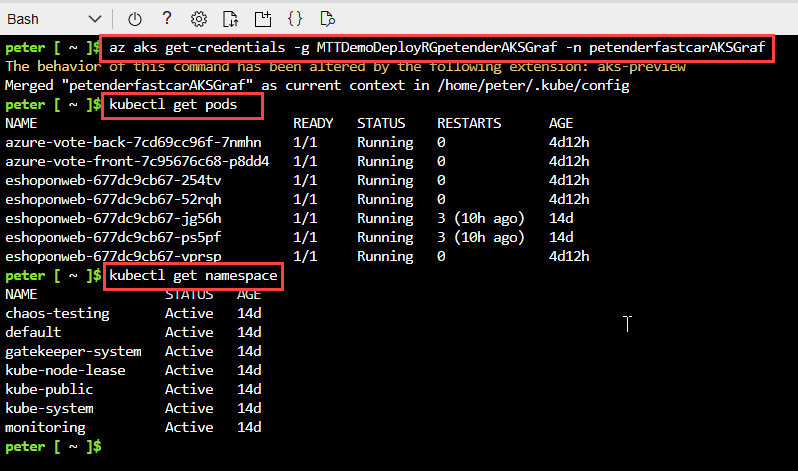 Bash
peter [ ~ ]$ az aks get-credentials -g MTTDemoDeployRGpetenderAKSGraf -n petenderfastcarAKSGraf
The behavior of this command has been altered by the following extension: aks-preview
Merged "petenderfastcarAKSGraf" as current context in /home/peter/.kube/config
peter [ ~ ]$ kubectl get pods
NAME READY STATUS RESTARTS AGE
azure-vote-back-7cd69cc96f-7nmhn 1/1 Running 0 4d12h
azure-vote-front-7c95676c68-p8dd4 1/1 Running 0 4d12h
eshoponweb-677dc9cb67-254tv 1/1 Running 0 4d12h
eshoponweb-677dc9cb67-52rqh 1/1 Running 0 4d12h
eshoponweb-677dc9cb67-jg56h 1/1 Running 3 (10h ago) 14d
eshoponweb-677dc9cb67-ps5pf 1/1 Running 3 (10h ago) 14d
eshoponweb-677dc9cb67-vprsp 1/1 Running 0 4d12h
peter [ ~ ]$ kubectl get namespace
NAME STATUS AGE
chaos-testing Active 14d
default Active 14d
gatekeeper-system Active 14d
kube-node-lease Active 14d
kube-public Active 14d
kube-system Active 14d
monitoring Active 14d
peter [ ~ ]$